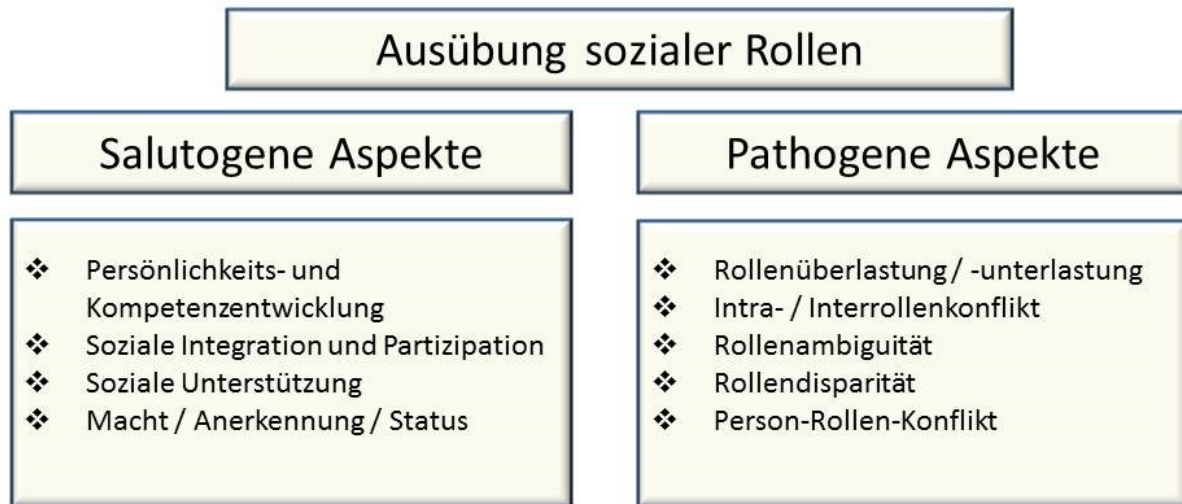 Ausübung sozialer Rollen
Salutogene Aspekte
❖ Persönlichkeits- und
Kompetenzentwicklung
❖ Soziale Integration und Partizipation
❖ Soziale Unterstützung
❖ Macht / Anerkennung / Status
Pathogene Aspekte
❖ Rollenüberlastung / -unterlastung
❖ Intra- / Interrollenkonflikt
❖ Rollenambiguität
❖ Rollendisparität
❖ Person-Rollen-Konflikt